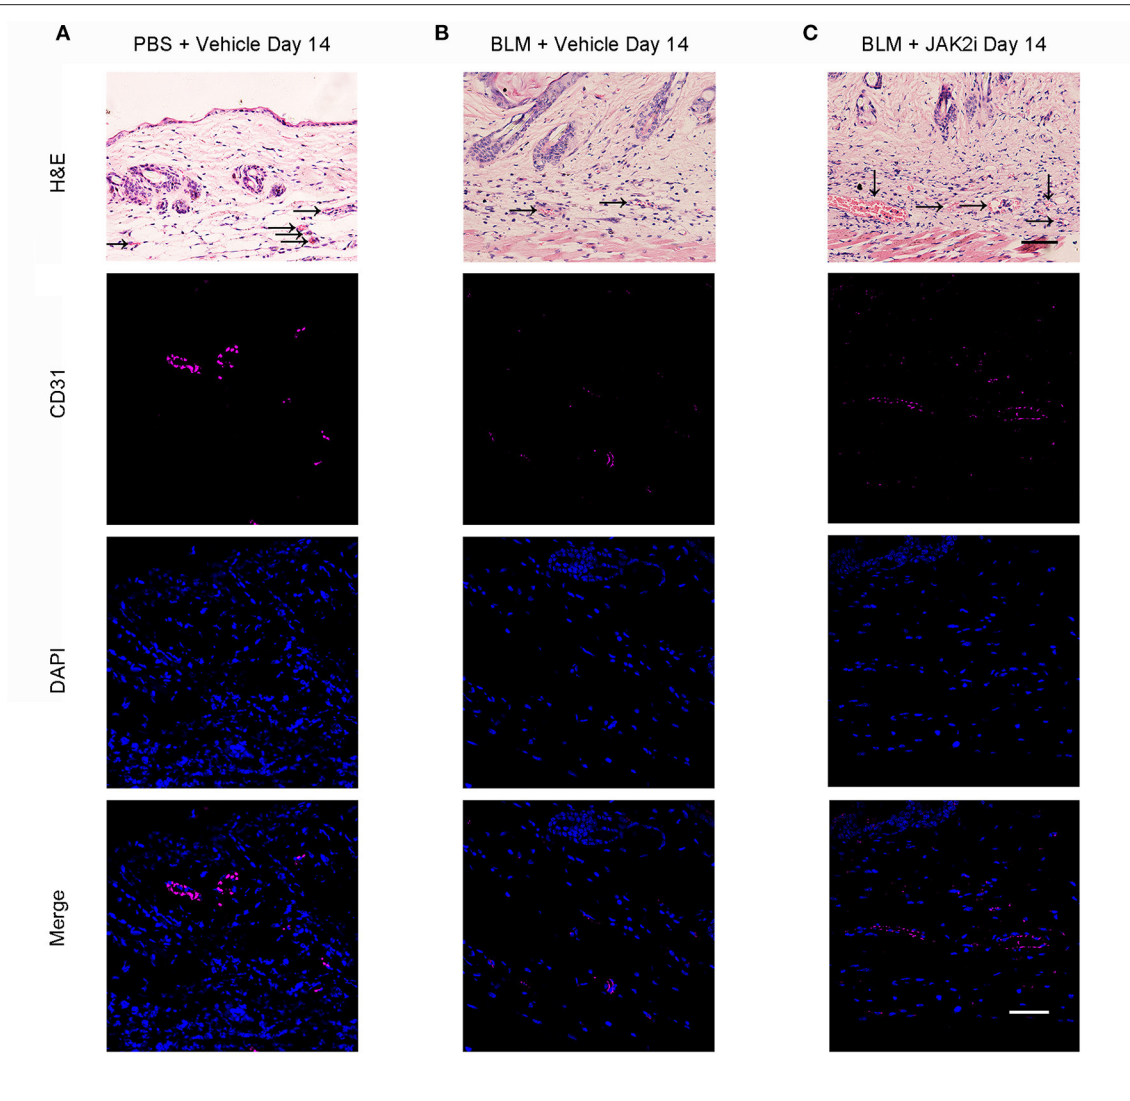 A
PBS + Vehicle Day 14
B
BLM + Vehicle Day 14
C
BLM + JAK2i Day 14
H&E
CD31
DAPI
Merge